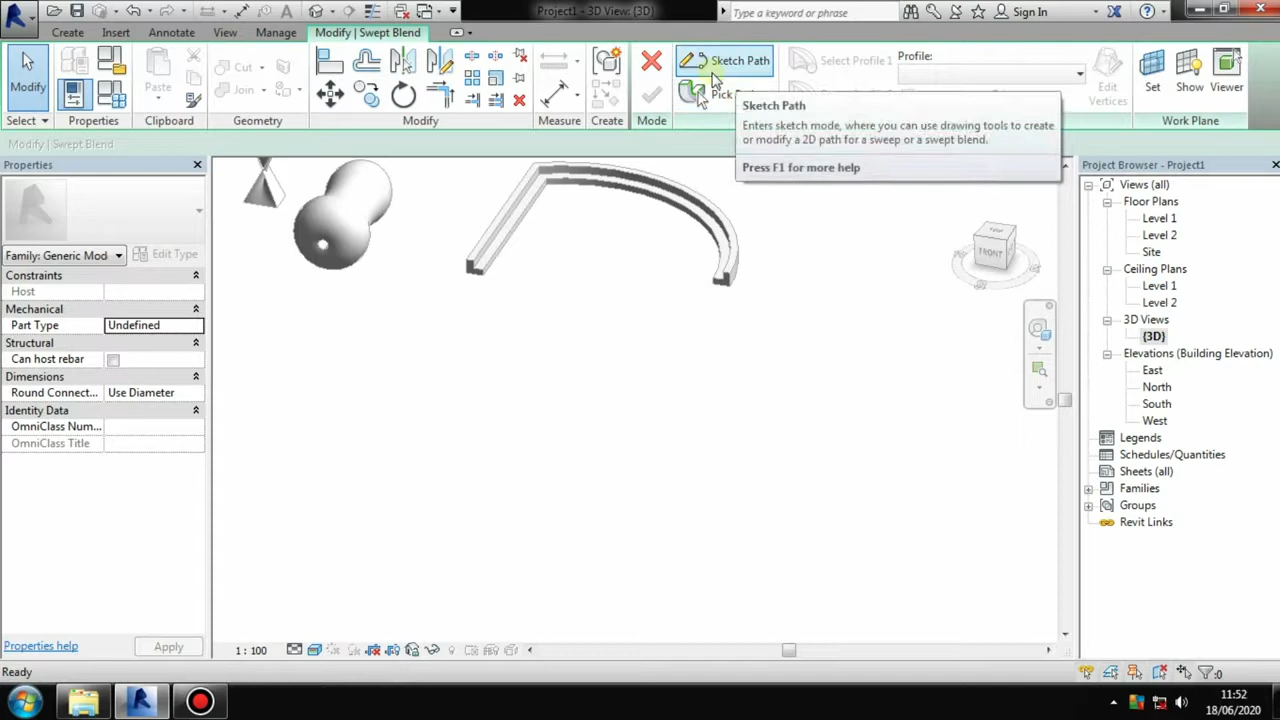 Project1 - 3D View: {3D}
Type a keyword or phrase
Sign In
Create
Insert
Annotate
View
Manage
Modify | Swept Blend
Modify
Cut
Join
Paste
Sketch Path
Pick
Select Profile 1
Profile:
Edit
Vertices
Set
Show
Viewer
Select
Properties
Clipboard
Geometry
Modify
Measure
Create
Mode
Work Plane
Sketch Path
Enters sketch mode, where you can use drawing tools to create
or modify a 2D path for a sweep or a swept blend.
Press F1 for more help
Modify | Swept Blend
Properties
Family: Generic Mod
Edit Type
Constraints
Host
Mechanical
Part Type
Undefined
Structural
Can host rebar
Dimensions
Round Connect...
Use Diameter
Identity Data
OmniClass Num...
OmniClass Title
Properties help
Apply
FRONT
Project Browser - Project1
Views (all)
Floor Plans
Level 1
Level 2
Site
Ceiling Plans
Level 1
Level 2
3D Views
{3D}
Elevations (Building Elevation)
East
North
South
West
Legends
Schedules/Quantities
Sheets (all)
Families
Groups
Revit Links
1 : 100
Ready
:0
11:52
18/06/2020